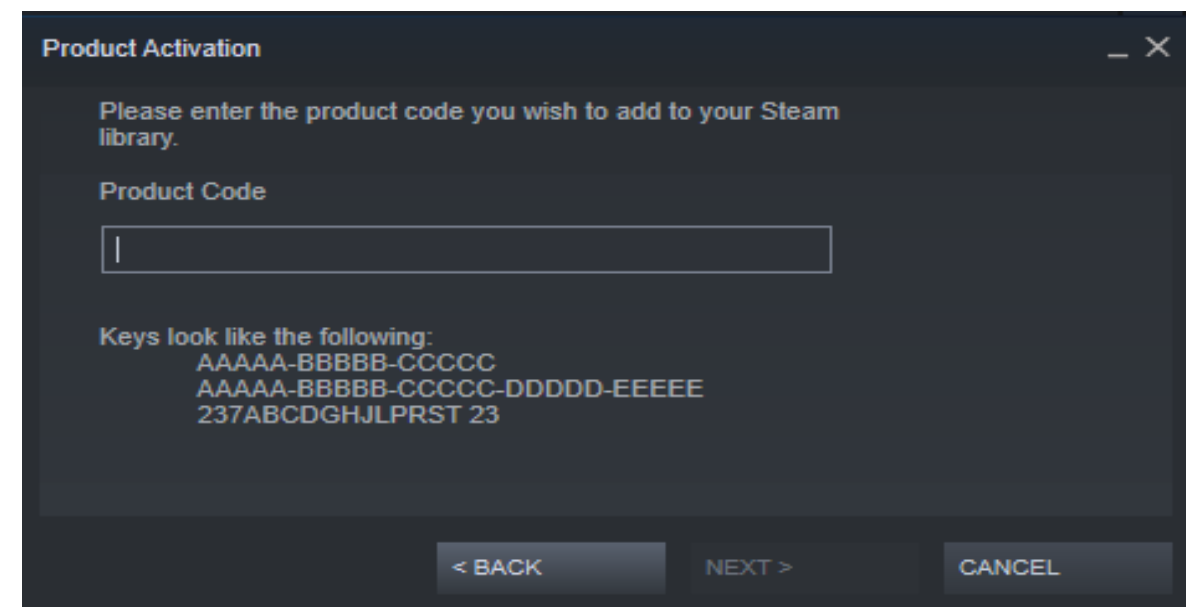 Product Activation
Please enter the product code you wish to add to your Steam
library.
Product Code
Keys look like the following:
AAAAA-BBBBB-CCCCC
AAAAA-BBBBB-CCCCC-DDDDD-EEEEE
237ABCDGHJLPRST 23
< BACK NEXT > CANCEL